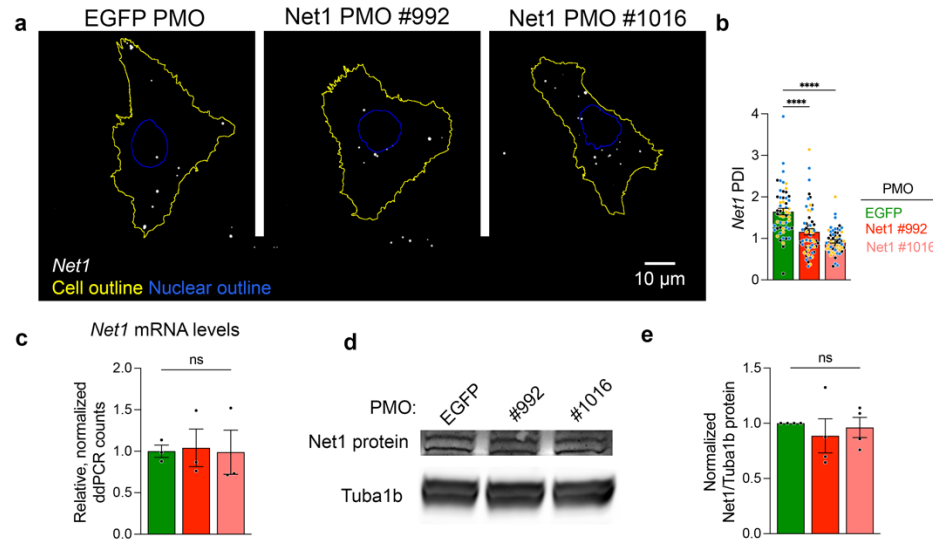 a
EGFP PMO
Net1 PMO #992
Net1 PMO #1016
Net1
Cell outline Nuclear outline
10 µm
b
****
****
4
3
2
1
0
Net1 PDI
PMO
EGFP
Net1 #992
Net1 #1016
c
Net1 mRNA levels
ns
2.0
1.5
1.0
0.5
0.0
Relative, normalized
ddPCR counts
d
PMO:
EGFP
#992
#1016
Net1 protein
Tuba1b
e
ns
1.5
1.0
0.5
0.0
Normalized
Net1/Tuba1b protein